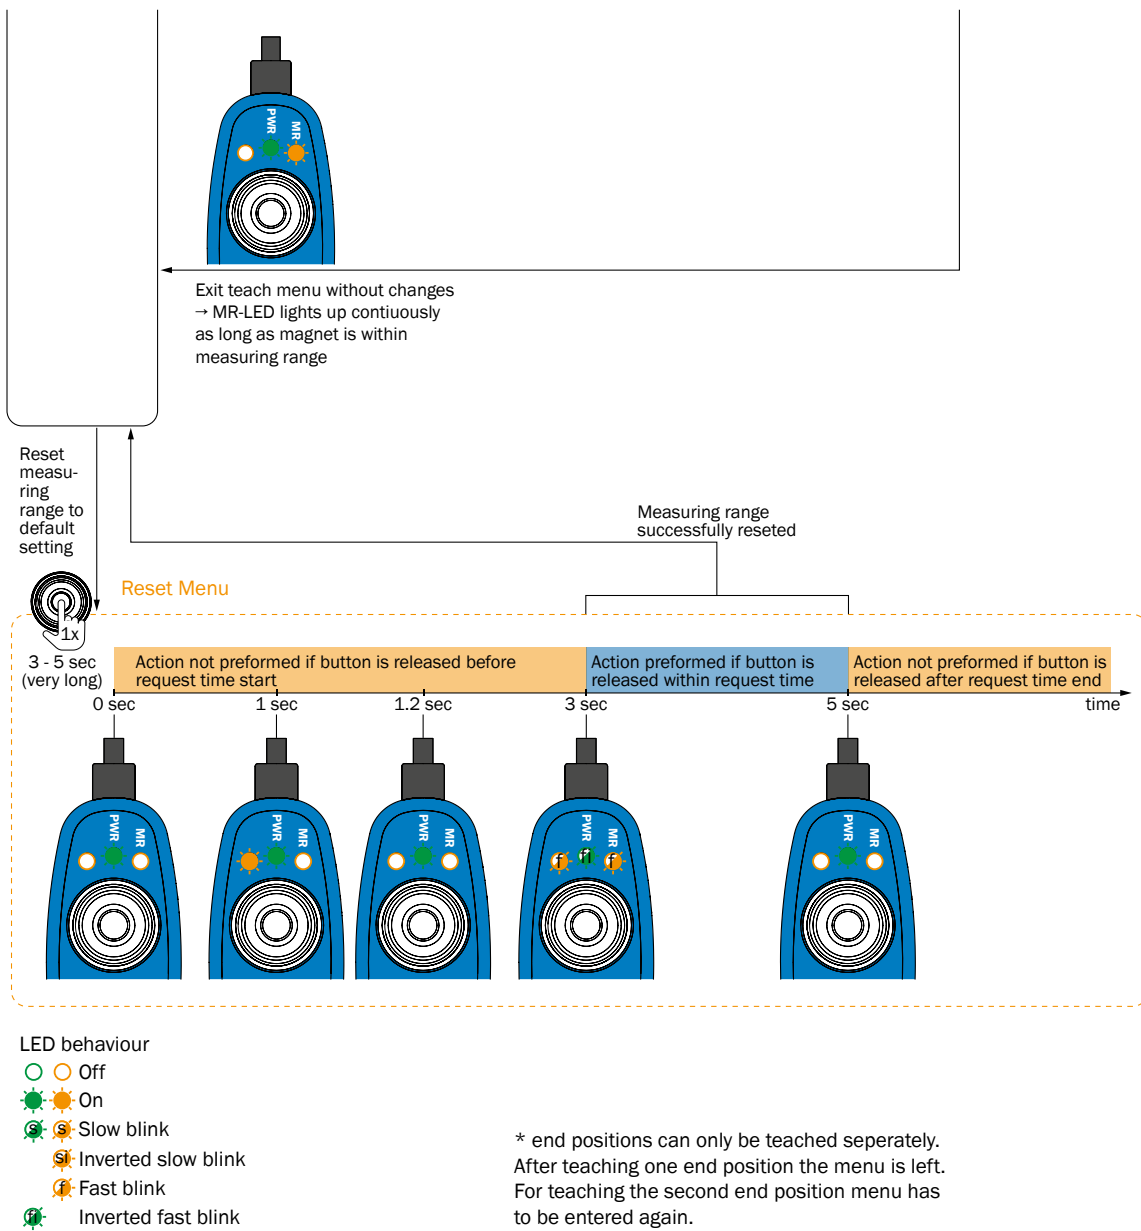 PWR
MR
Exit teach menu without changes
→ MR-LED lights up contiuously
as long as magnet is within
measuring range
Reset
measu-
ring
range to
default
setting
Measuring range
successfully reseted
Reset Menu
1x
3 - 5 sec
(very long)
Action not preformed if button is released before
request time start
Action preformed if button is
released within request time
Action not preformed if button is
released after request time end
0 sec
1 sec
1.2 sec
3 sec
5 sec
time
PWR
MR
PWR
MR
PWR
MR
PWR
MR
f
fi
f
PWR
MR
LED behaviour
Off
On
s s Slow blink
si Inverted slow blink
f Fast blink
fi Inverted fast blink
* end positions can only be teached seperately.
After teaching one end position the menu is left.
For teaching the second end position menu has
to be entered again.